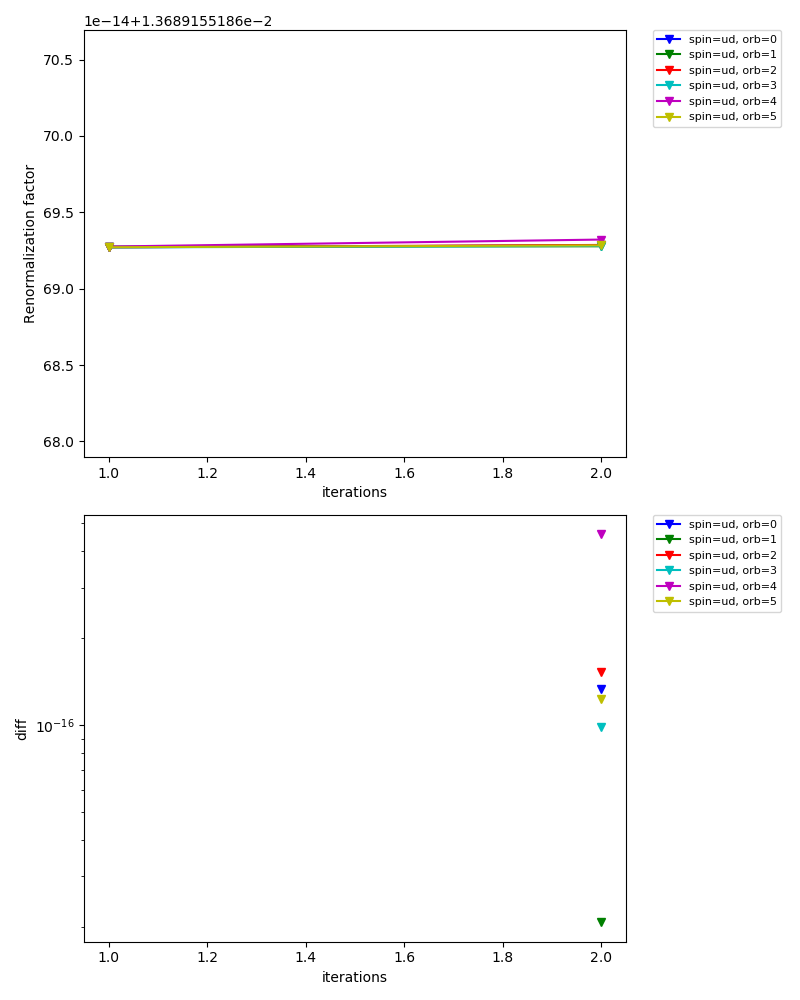 1e−14+1.3689155186e−2
70.5
70.0
69.5
69.0
68.5
68.0
Renormalization factor
1.0 1.2 1.4 1.6 1.8 2.0
iterations
spin=ud, orb=0
spin=ud, orb=1
spin=ud, orb=2
spin=ud, orb=3
spin=ud, orb=4
spin=ud, orb=5
10⁻¹⁶
diff
1.0 1.2 1.4 1.6 1.8 2.0
iterations
spin=ud, orb=0
spin=ud, orb=1
spin=ud, orb=2
spin=ud, orb=3
spin=ud, orb=4
spin=ud, orb=5